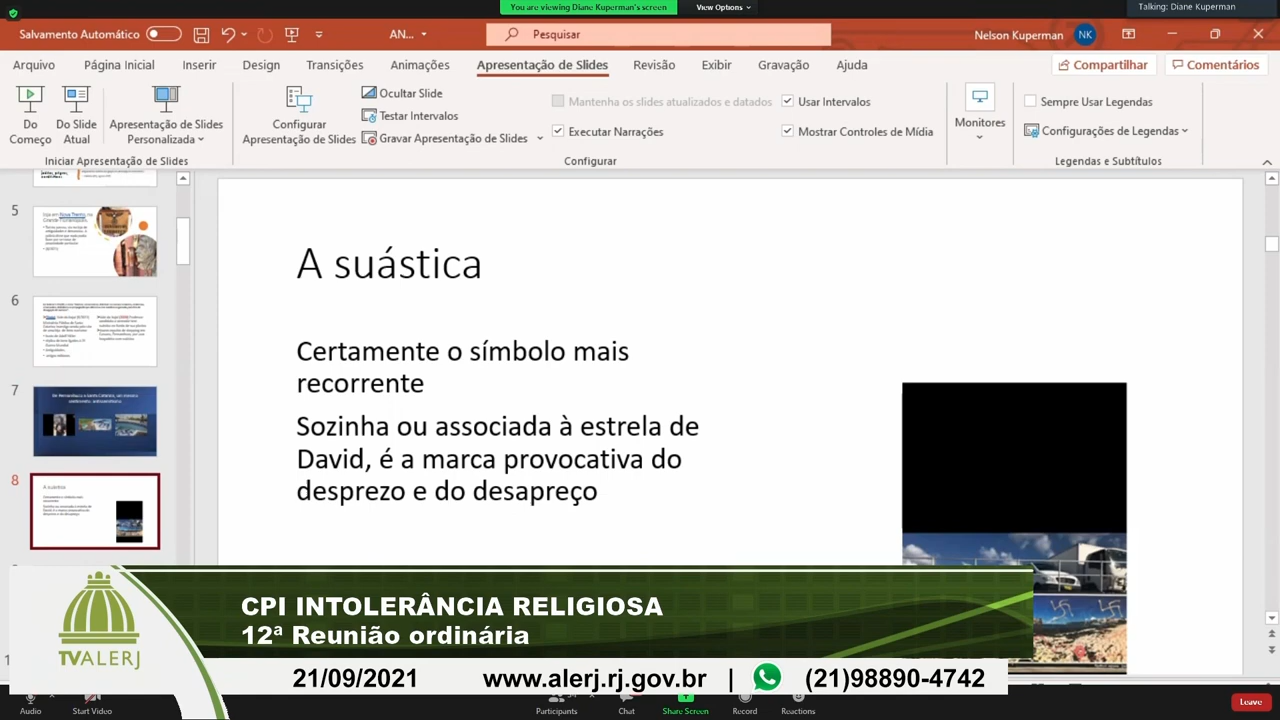 You are viewing Diane Kuperman's screen
View Options
Talking: Diane Kuperman
Salvamento Automático
AN...
Pesquisar
Nelson Kuperman
NK
Arquivo
Página Inicial
Inserir
Design
Transições
Animações
Apresentação de Slides
Revisão
Exibir
Gravação
Ajuda
Compartilhar
Comentários
Do Começo
Do Slide Atual
Apresentação de Slides Personalizada
Iniciar Apresentação de Slides
Configurar Apresentação de Slides
Ocultar Slide
Testar Intervalos
Gravar Apresentação de Slides
Mantenha os slides atualizados e datados
Executar Narrações
Usar Intervalos
Mostrar Controles de Mídia
Configurar
Monitores
Sempre Usar Legendas
Configurações de Legendas
Legendas e Subtítulos
5
6
7
8
A suástica
Certamente o símbolo mais
recorrente
Sozinha ou associada à estrela de
David, é a marca provocativa do
desprezo e do desapreço
TVALERJ
CPI INTOLERÂNCIA RELIGIOSA
12ª Reunião ordinária
21/09/2021 www.alerj.rj.gov.br | (21)98890-4742
Audio
Start Video
Participants
Chat
Share Screen
Record
Reactions
Leave